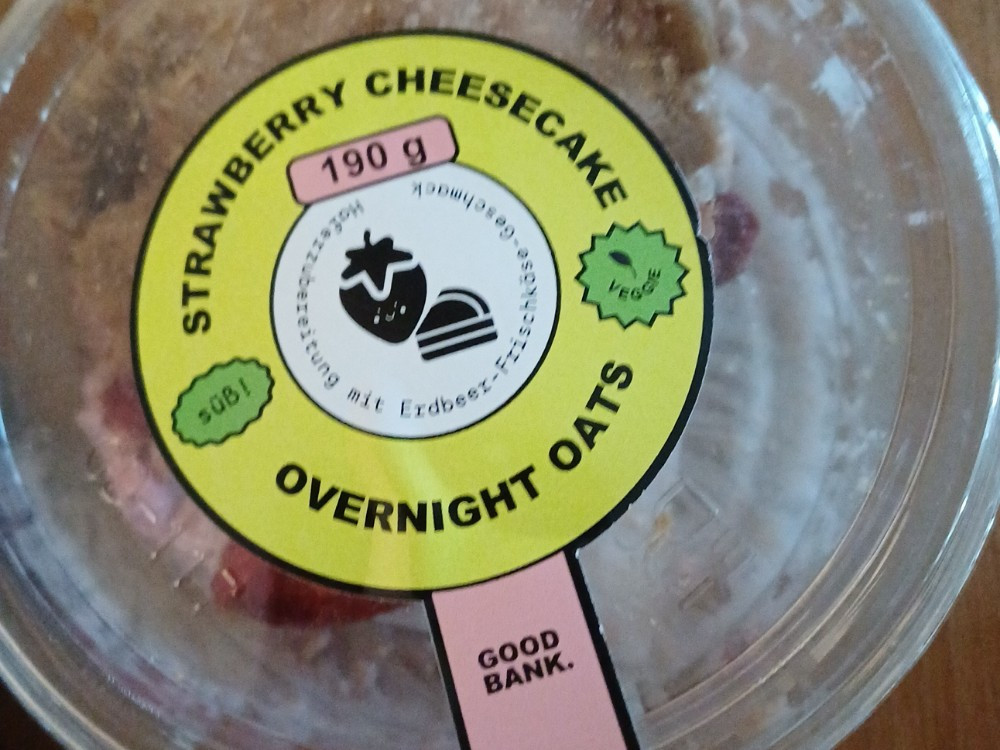 STRAWBERRY CHEESECAKE
190 g
Haferzubereitung mit Erdbeer-Frischkäse-Geschmack
VEGGIE
süß!
OVERNIGHT OATS
GOOD
BANK.